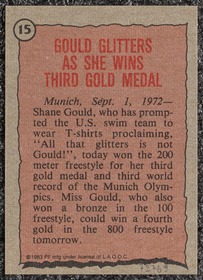 15
GOULD GLITTERS
AS SHE WINS
THIRD GOLD MEDAL
Munich, Sept. 1, 1972—
Shane Gould, who has prompted
the U.S. swim team to
wear T-shirts proclaiming,
"All that glitters is not
Gould!", today won the 200
meter freestyle for her third
gold medal and third world
record of the Munich Olym-
pics. Miss Gould, who also
won a bronze in the 100
freestyle, could win a fourth
gold in the 800 freestyle
tomorrow.
©1983 PF mfg under license of L.A.O.O.C.